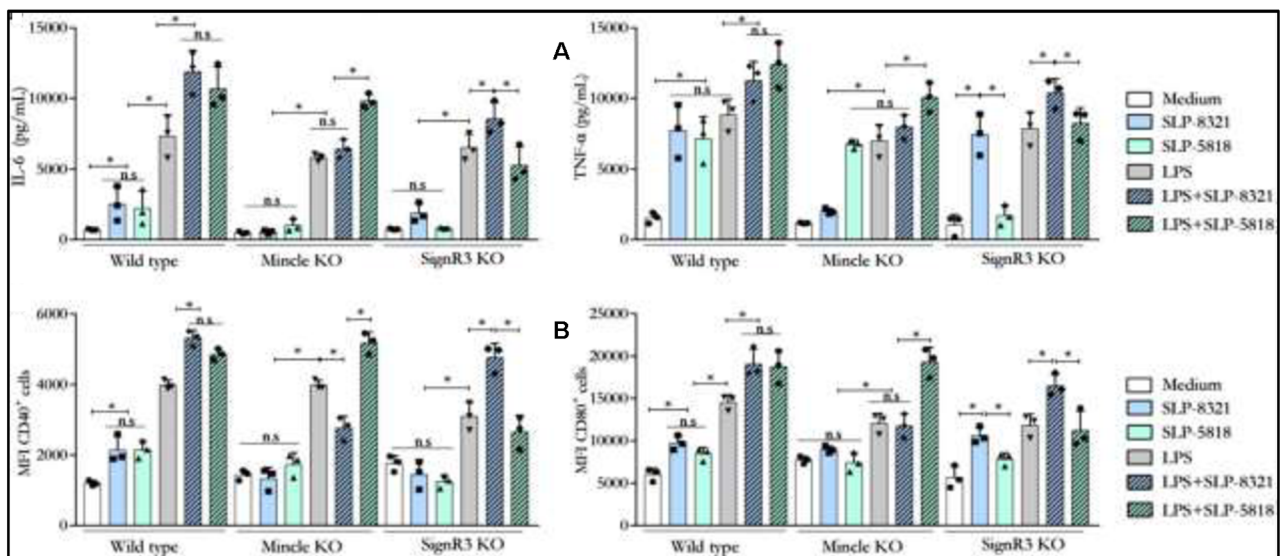 A
IL-6 (pg/mL)
15000
10000
5000
0
* n.s
* * n.s
n.s * n.s *
n.s * * *
Wild type Mincle KO SignR3 KO
TNF-α (pg/mL)
15000
10000
5000
0
* n.s * n.s
* n.s *
* * * *
Wild type Mincle KO SignR3 KO
Medium
SLP-8321
SLP-5818
LPS
LPS+SLP-8321
LPS+SLP-5818
B
MFI CD40+ cells
6000
4000
2000
0
* n.s * n.s
n.s * * *
n.s * * *
Wild type Mincle KO SignR3 KO
MFI CD80+ cells
25000
20000
15000
10000
5000
0
* n.s * * n.s
n.s * n.s *
* * * *
Wild type Mincle KO SignR3 KO
Medium
SLP-8321
SLP-5818
LPS
LPS+SLP-8321
LPS+SLP-5818